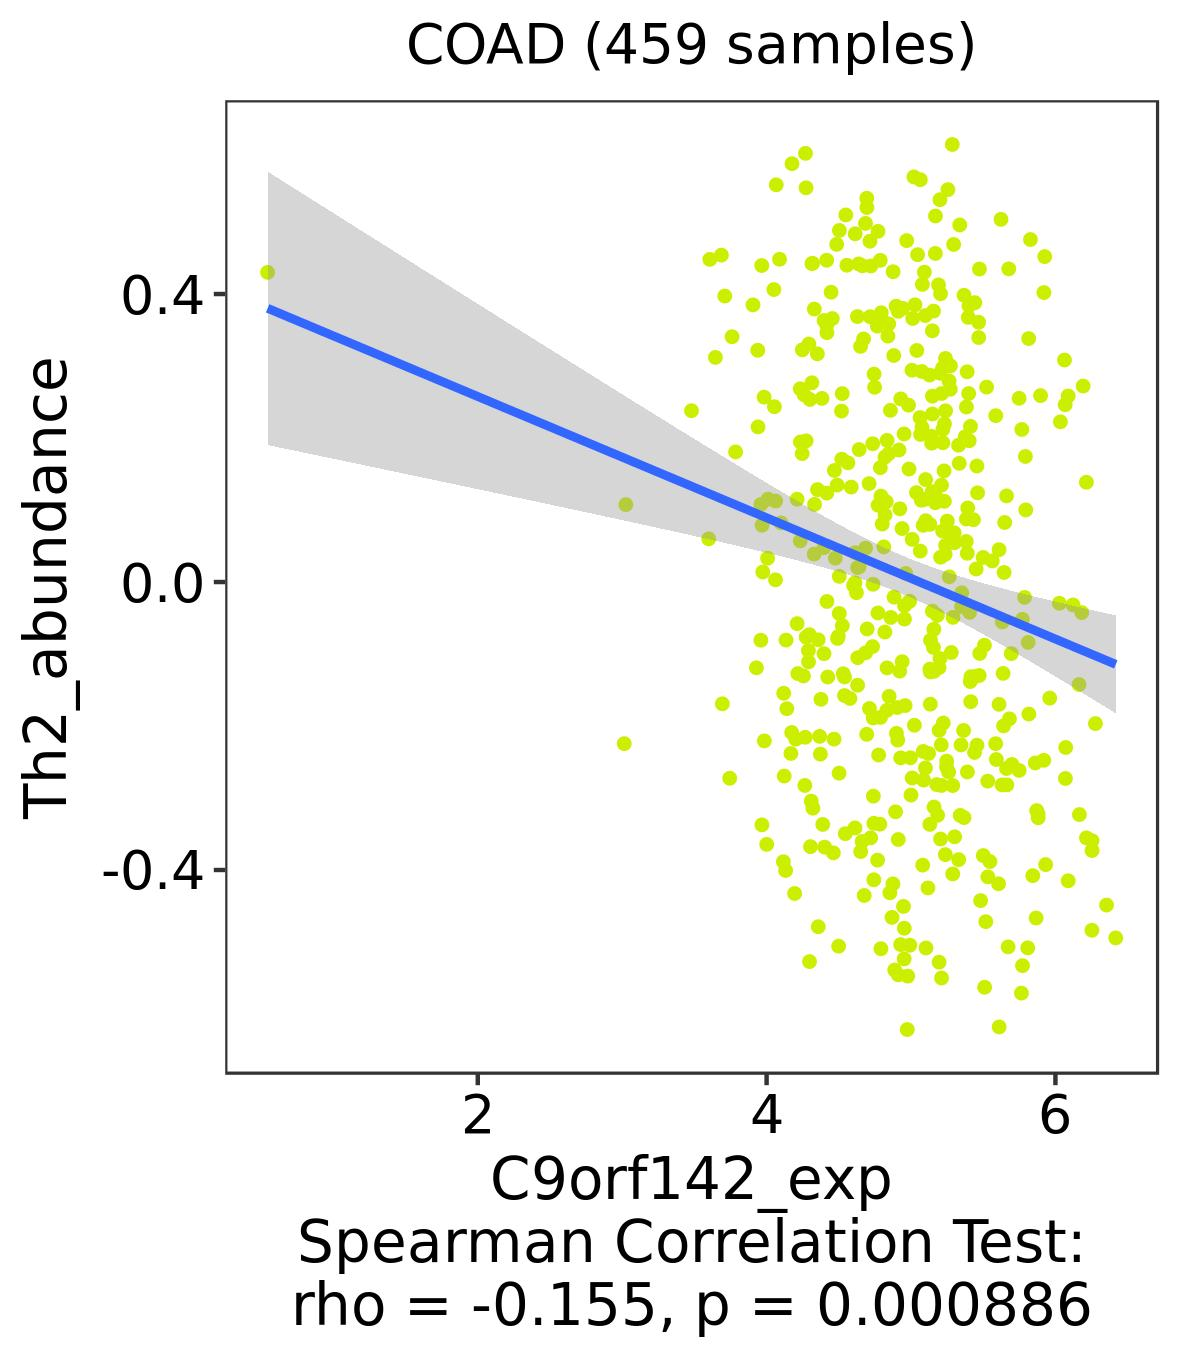 COAD (459 samples)
Th2_abundance
0.4
0.0
-0.4
2 4 6
C9orf142_exp
Spearman Correlation Test:
rho = -0.155, p = 0.000886